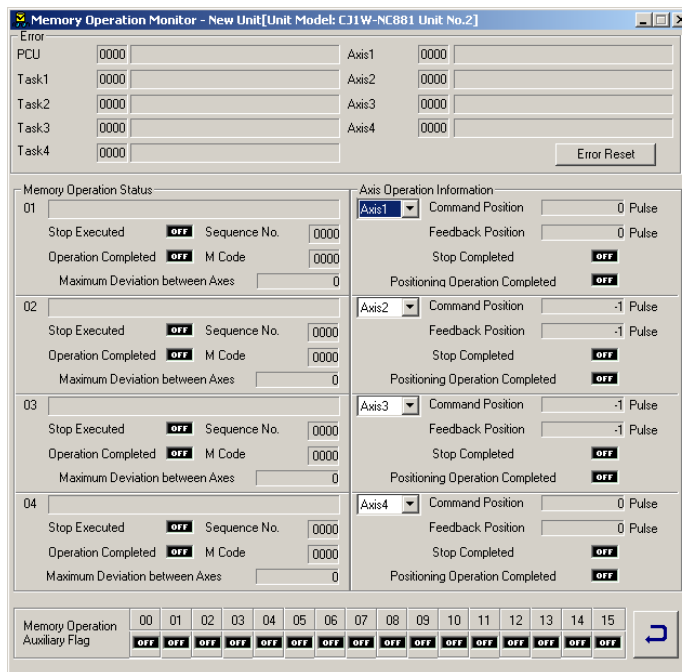 Memory Operation Monitor - New Unit[Unit Model: CJ1W-NC881 Unit No.2]
Error
PCU 0000 Axis1 0000
Task1 0000 Axis2 0000
Task2 0000 Axis3 0000
Task3 0000 Axis4 0000
Task4 0000 Error Reset
Memory Operation Status Axis Operation Information
01 Axis1 Command Position 0 Pulse
Stop Executed OFF Sequence No. 0000 Feedback Position 0 Pulse
Operation Completed OFF M Code 0000 Stop Completed OFF
Maximum Deviation between Axes 0 Positioning Operation Completed OFF
02 Axis2 Command Position -1 Pulse
Stop Executed OFF Sequence No. 0000 Feedback Position -1 Pulse
Operation Completed OFF M Code 0000 Stop Completed OFF
Maximum Deviation between Axes 0 Positioning Operation Completed OFF
03 Axis3 Command Position -1 Pulse
Stop Executed OFF Sequence No. 0000 Feedback Position -1 Pulse
Operation Completed OFF M Code 0000 Stop Completed OFF
Maximum Deviation between Axes 0 Positioning Operation Completed OFF
04 Axis4 Command Position 0 Pulse
Stop Executed OFF Sequence No. 0000 Feedback Position 0 Pulse
Operation Completed OFF M Code 0000 Stop Completed OFF
Maximum Deviation between Axes 0 Positioning Operation Completed OFF
00 01 02 03 04 05 06 07 08 09 10 11 12 13 14 15
Memory Operation
Auxiliary Flag OFF OFF OFF OFF OFF OFF OFF OFF OFF OFF OFF OFF OFF OFF OFF OFF